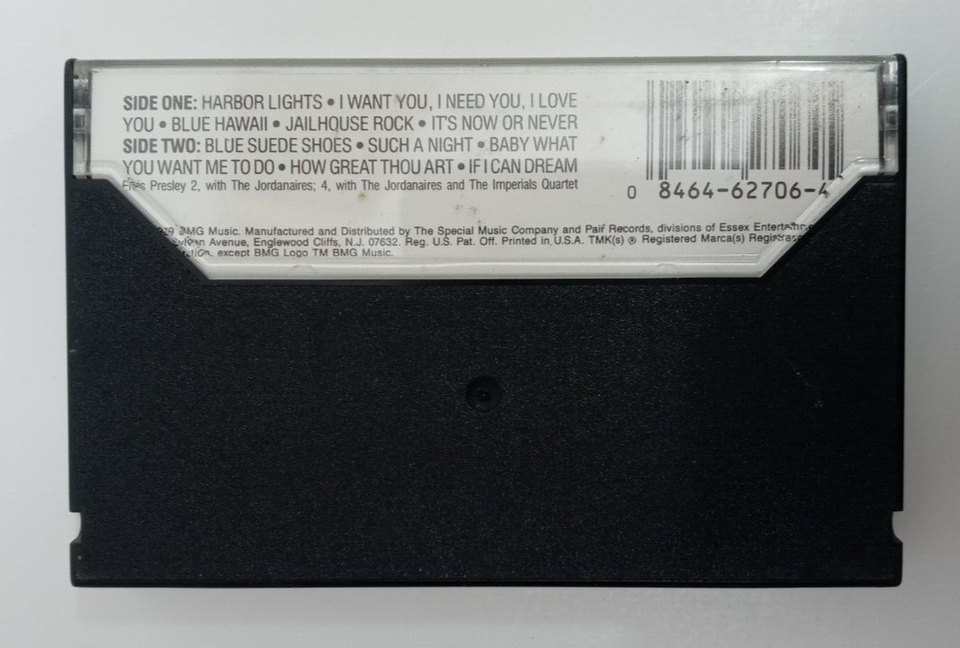 SIDE ONE: HARBOR LIGHTS • I WANT YOU, I NEED YOU, I LOVE
YOU • BLUE HAWAII • JAILHOUSE ROCK • IT'S NOW OR NEVER
SIDE TWO: BLUE SUEDE SHOES • SUCH A NIGHT • BABY WHAT
YOU WANT ME TO DO • HOW GREAT THOU ART • IF I CAN DREAM
Elvis Presley 2, with The Jordanaires; 4, with The Jordanaires and The Imperials Quartet
0 8464-62706-4
BMG Music. Manufactured and Distributed by The Special Music Company and Paif Records, divisions of Essex
Avenue, Englewood Cliffs, N.J. 07632. Reg. U.S. Pat. Off. Printed in U.S.A. TMK(s) ® Registered Marca(s)
except BMG Logo TM BMG Music.